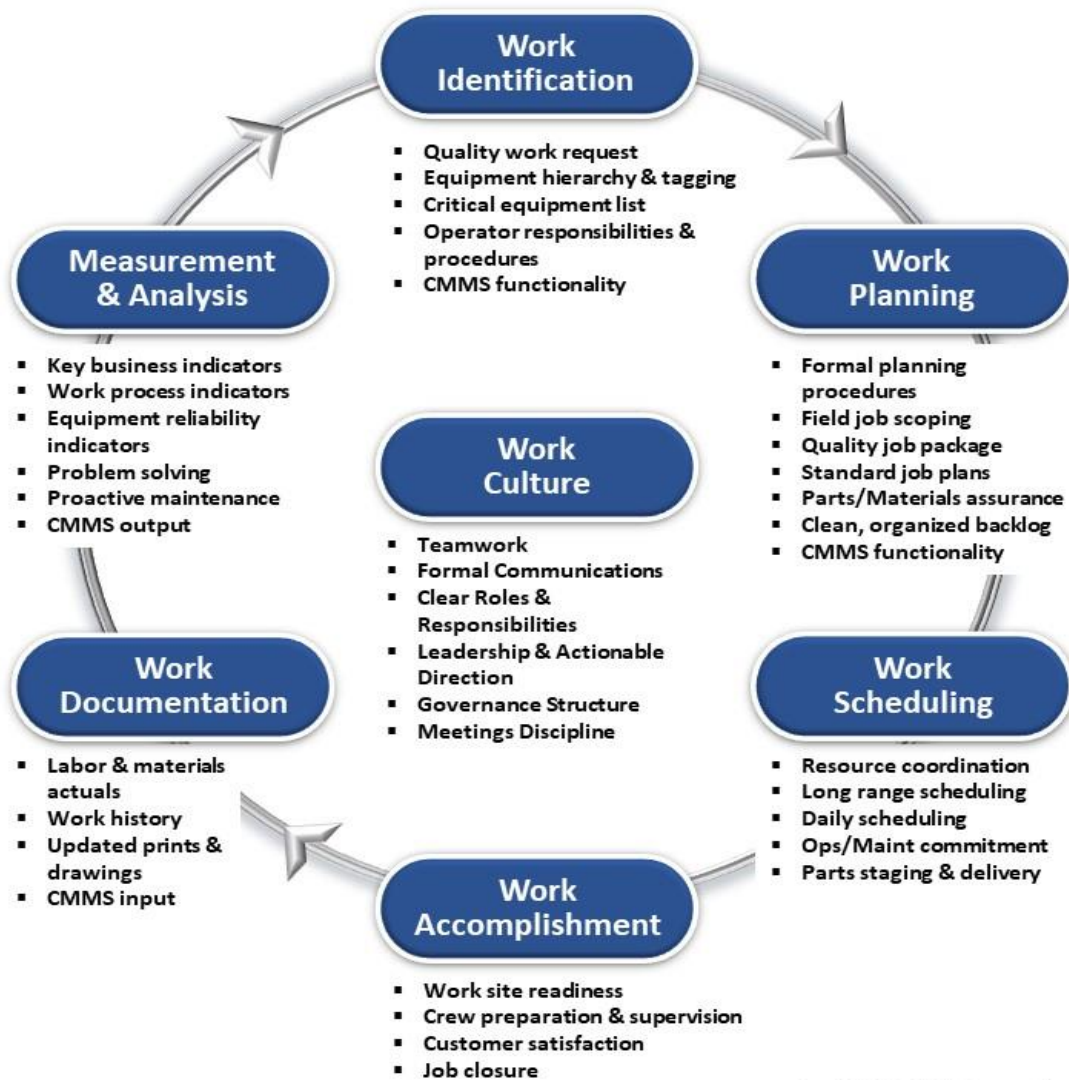 Work
Identification
▪ Quality work request
▪ Equipment hierarchy & tagging
▪ Critical equipment list
▪ Operator responsibilities &
procedures
▪ CMMS functionality
Work
Planning
▪ Formal planning
procedures
▪ Field job scoping
▪ Quality job package
▪ Standard job plans
▪ Parts/Materials assurance
▪ Clean, organized backlog
▪ CMMS functionality
Work
Scheduling
▪ Resource coordination
▪ Long range scheduling
▪ Daily scheduling
▪ Ops/Maint commitment
▪ Parts staging & delivery
Work
Accomplishment
▪ Work site readiness
▪ Crew preparation & supervision
▪ Customer satisfaction
▪ Job closure
Work
Documentation
▪ Labor & materials
actuals
▪ Work history
▪ Updated prints &
drawings
▪ CMMS input
Measurement
& Analysis
▪ Key business indicators
▪ Work process indicators
▪ Equipment reliability
indicators
▪ Problem solving
▪ Proactive maintenance
▪ CMMS output
Work
Culture
▪ Teamwork
▪ Formal Communications
▪ Clear Roles &
Responsibilities
▪ Leadership & Actionable
Direction
▪ Governance Structure
▪ Meetings Discipline